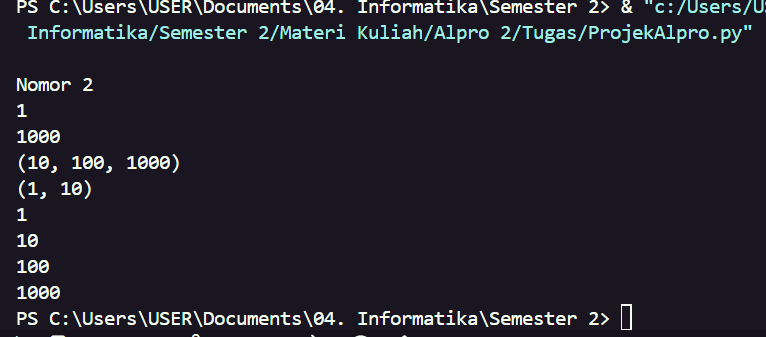 PS C:\Users\USER\Documents\04. Informatika\Semester 2> & "c:/Users/U
Informatika/Semester 2/Materi Kuliah/Alpro 2/Tugas/ProjekAlpro.py"
Nomor 2
1
1000
(10, 100, 1000)
(1, 10)
1
10
100
1000
PS C:\Users\USER\Documents\04. Informatika\Semester 2>